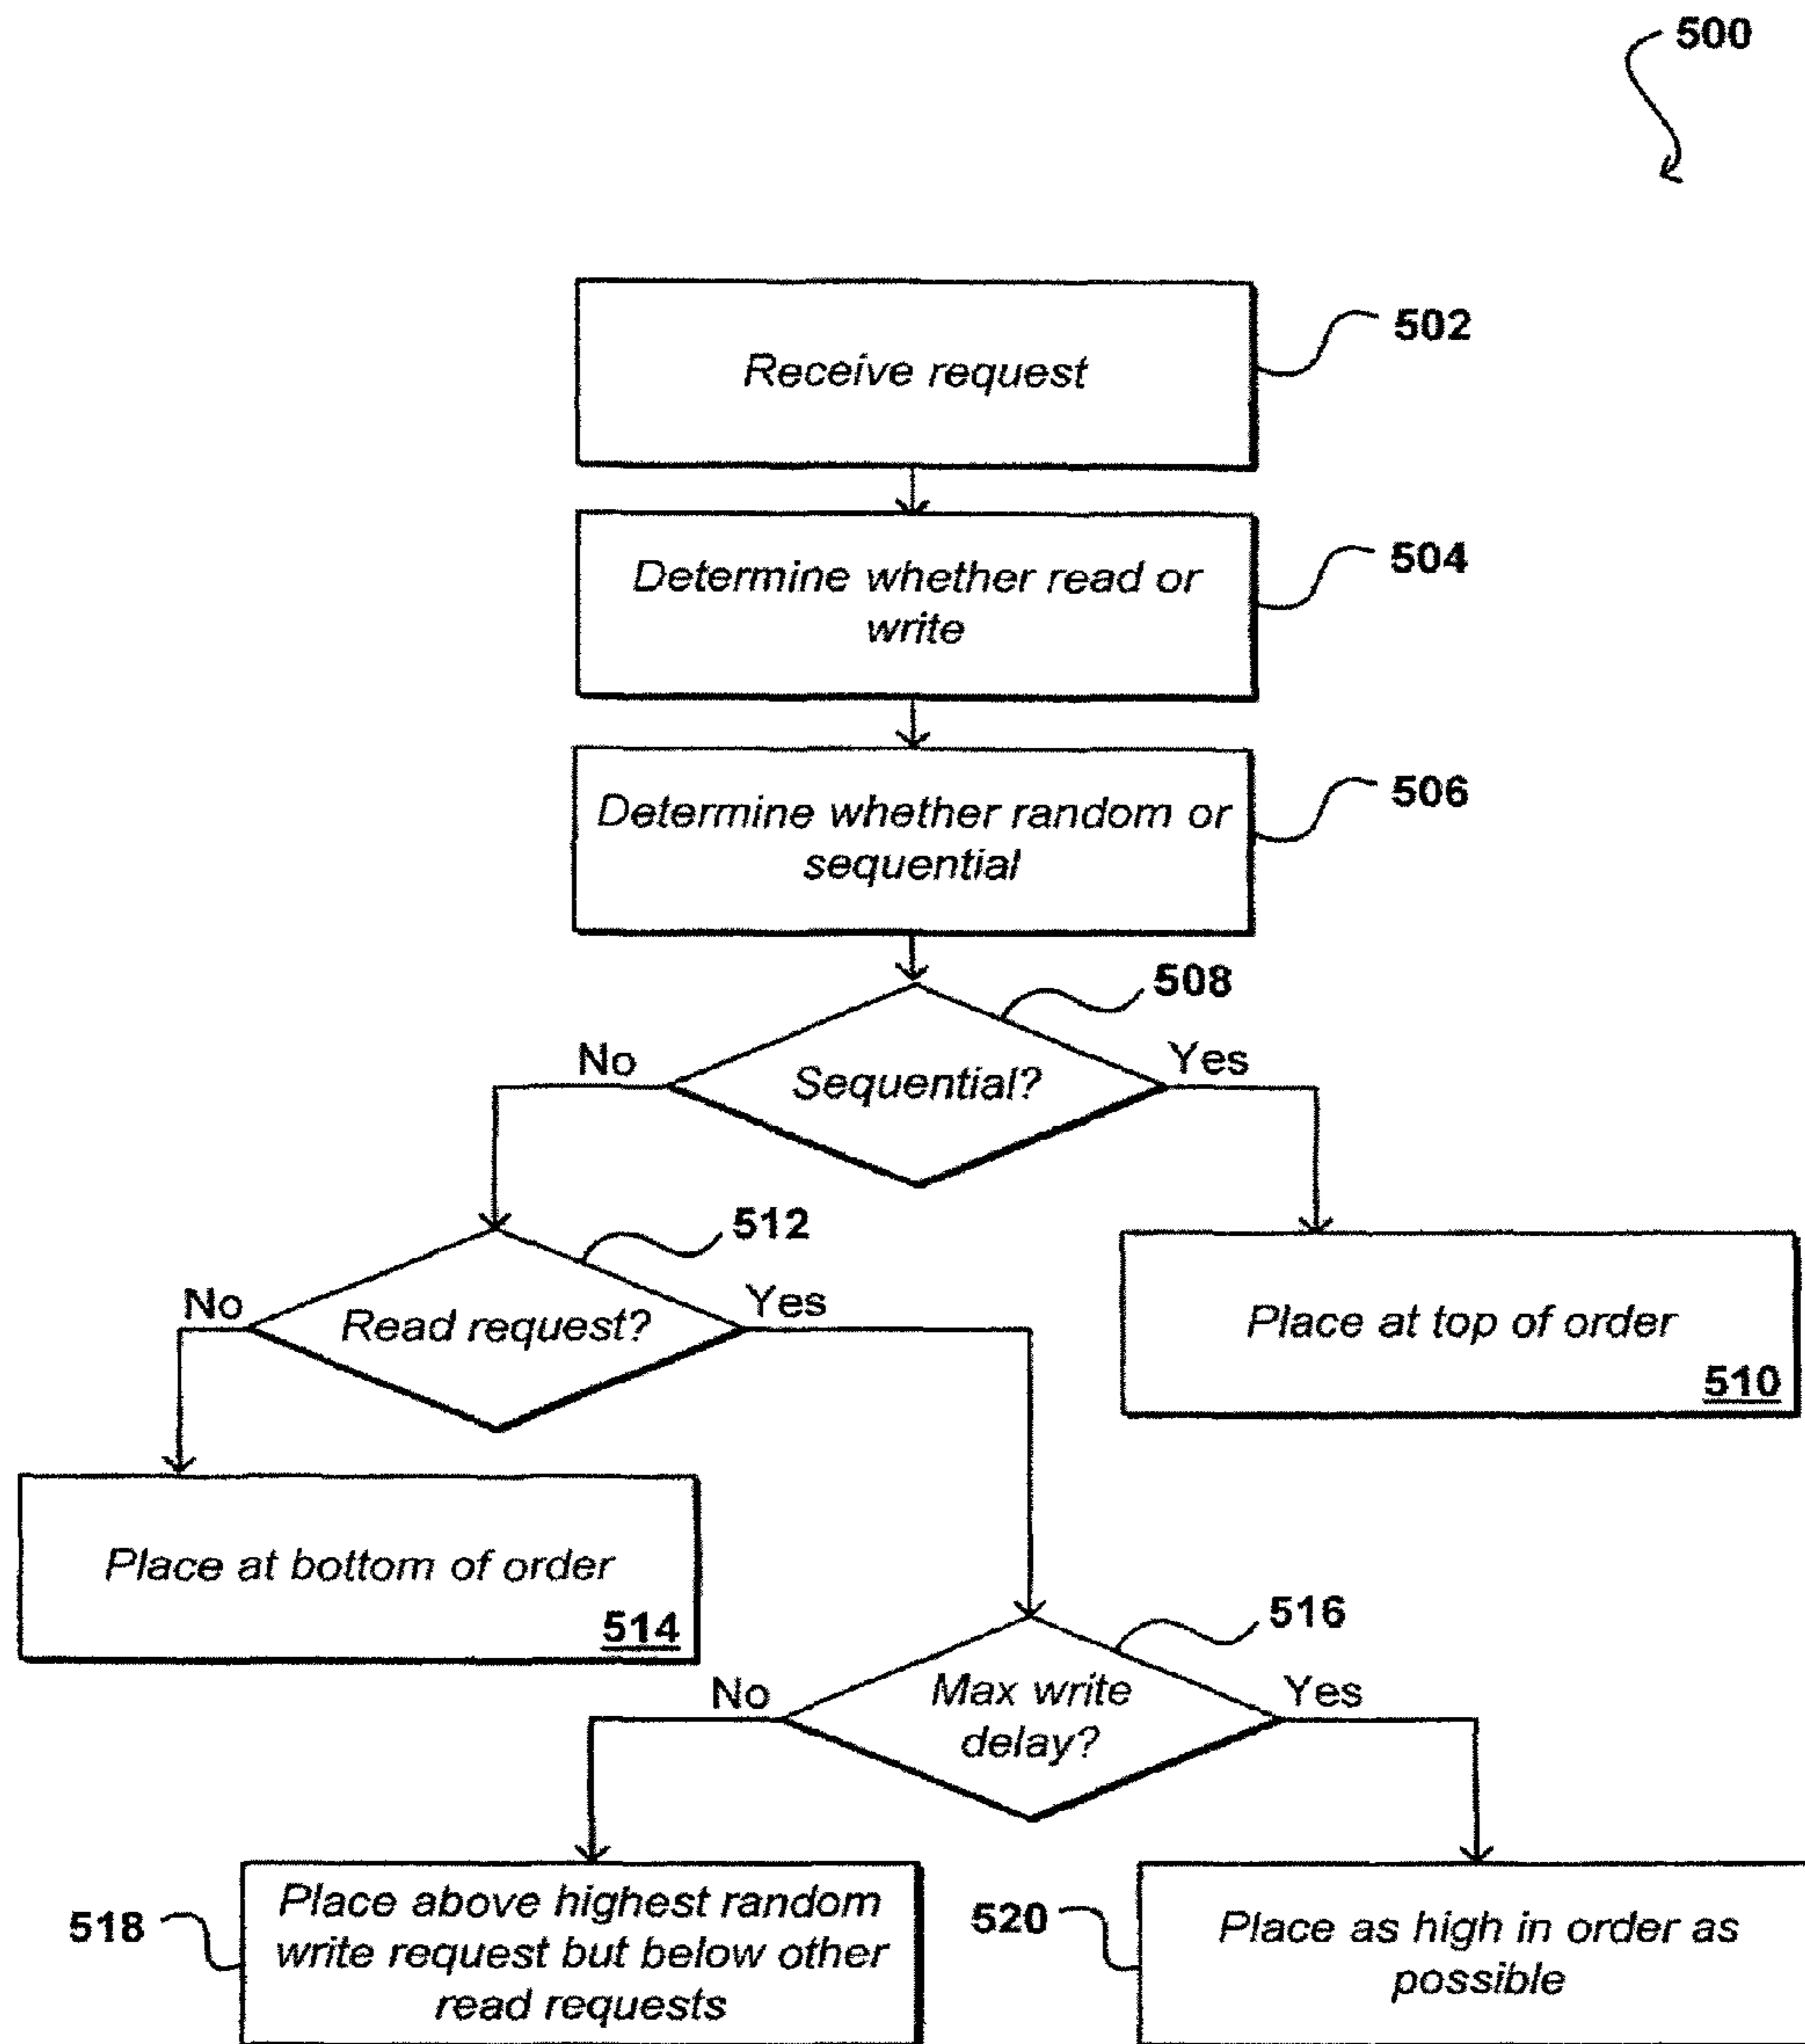 500
Receive request
502
Determine whether read or
write
504
Determine whether random or
sequential
506
508
No
Sequential?
Yes
512
No
Read request?
Yes
Place at top of order
510
Place at bottom of order
514
516
No
Max write
delay?
Yes
518
Place above highest random
write request but below other
read requests
520
Place as high in order as
possible